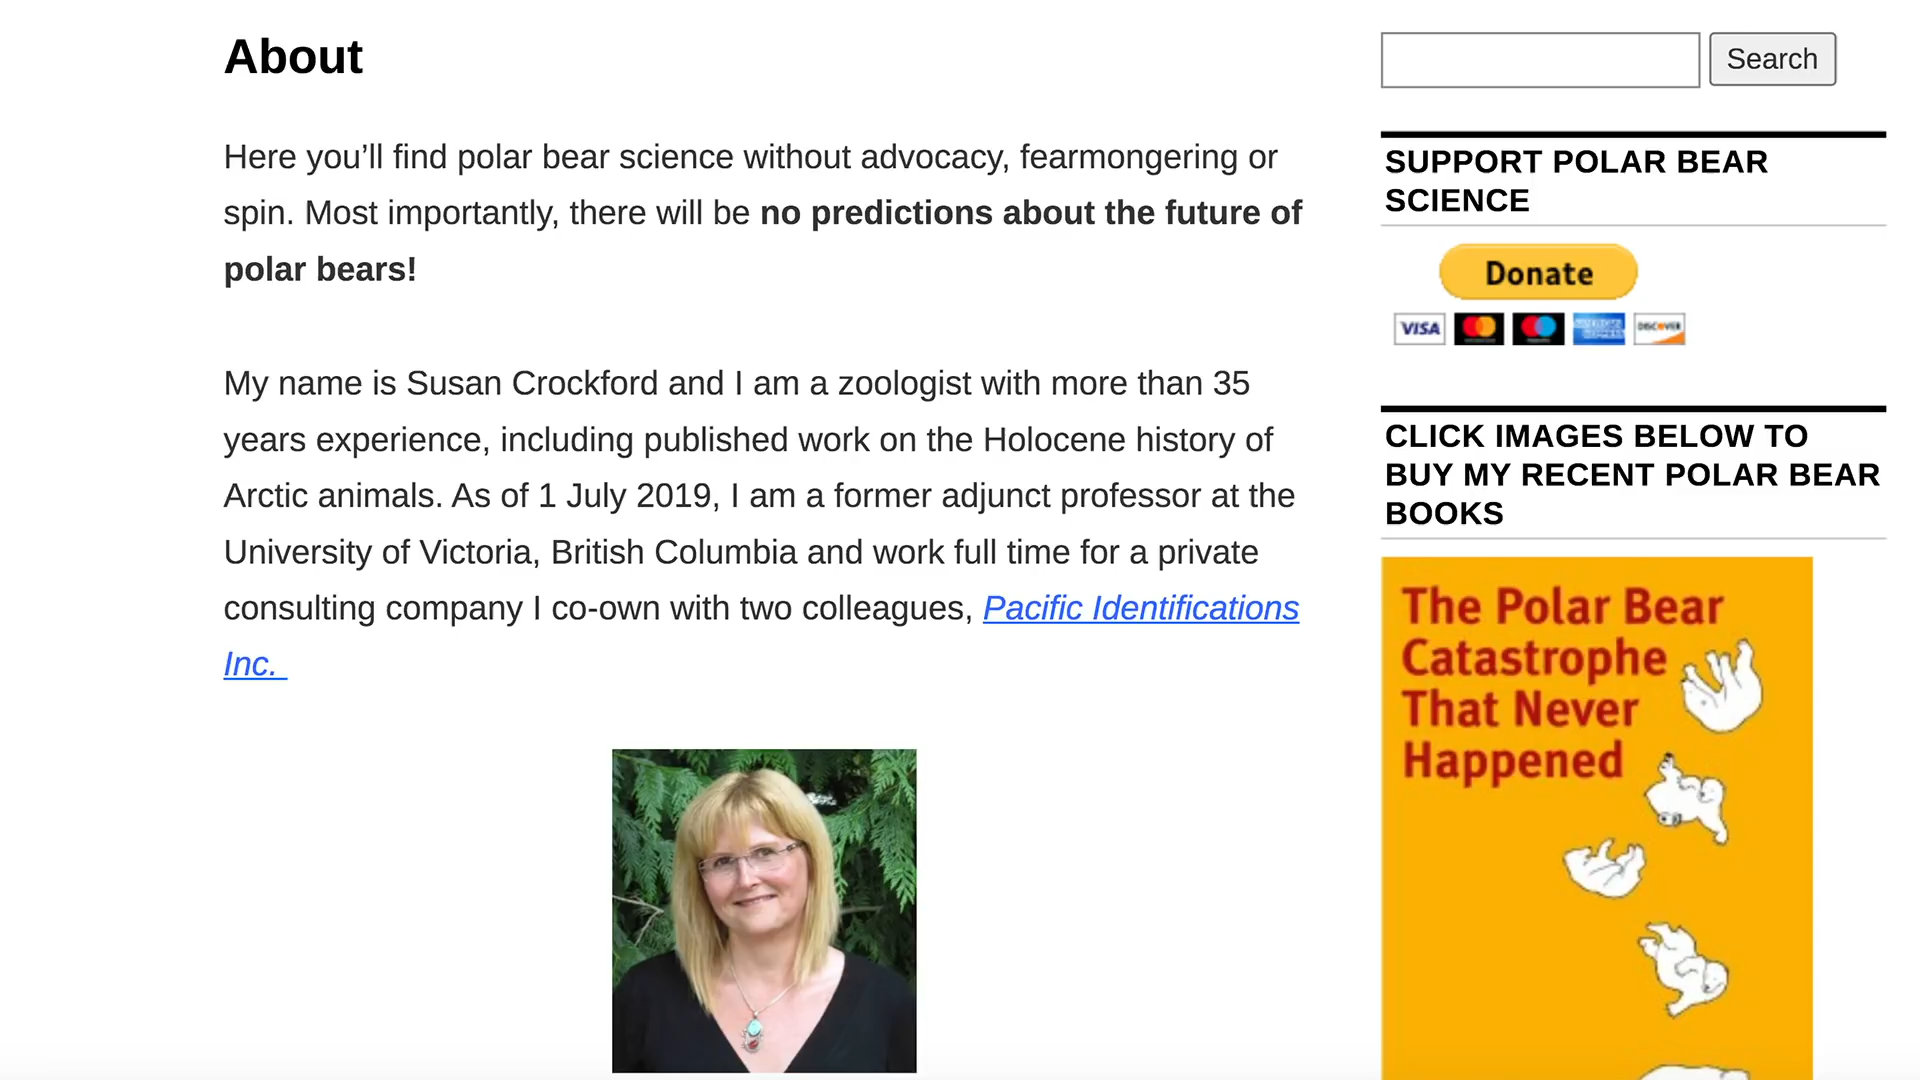 About
Here you’ll find polar bear science without advocacy, fearmongering or
spin. Most importantly, there will be no predictions about the future of
polar bears!
My name is Susan Crockford and I am a zoologist with more than 35
years experience, including published work on the Holocene history of
Arctic animals. As of 1 July 2019, I am a former adjunct professor at the
University of Victoria, British Columbia and work full time for a private
consulting company I co-own with two colleagues, Pacific Identifications
Inc.
Search
SUPPORT POLAR BEAR
SCIENCE
Donate
VISA
AMERICAN
EXPRESS
DISCOVER
CLICK IMAGES BELOW TO
BUY MY RECENT POLAR BEAR
BOOKS
The Polar Bear
Catastrophe
That Never
Happened